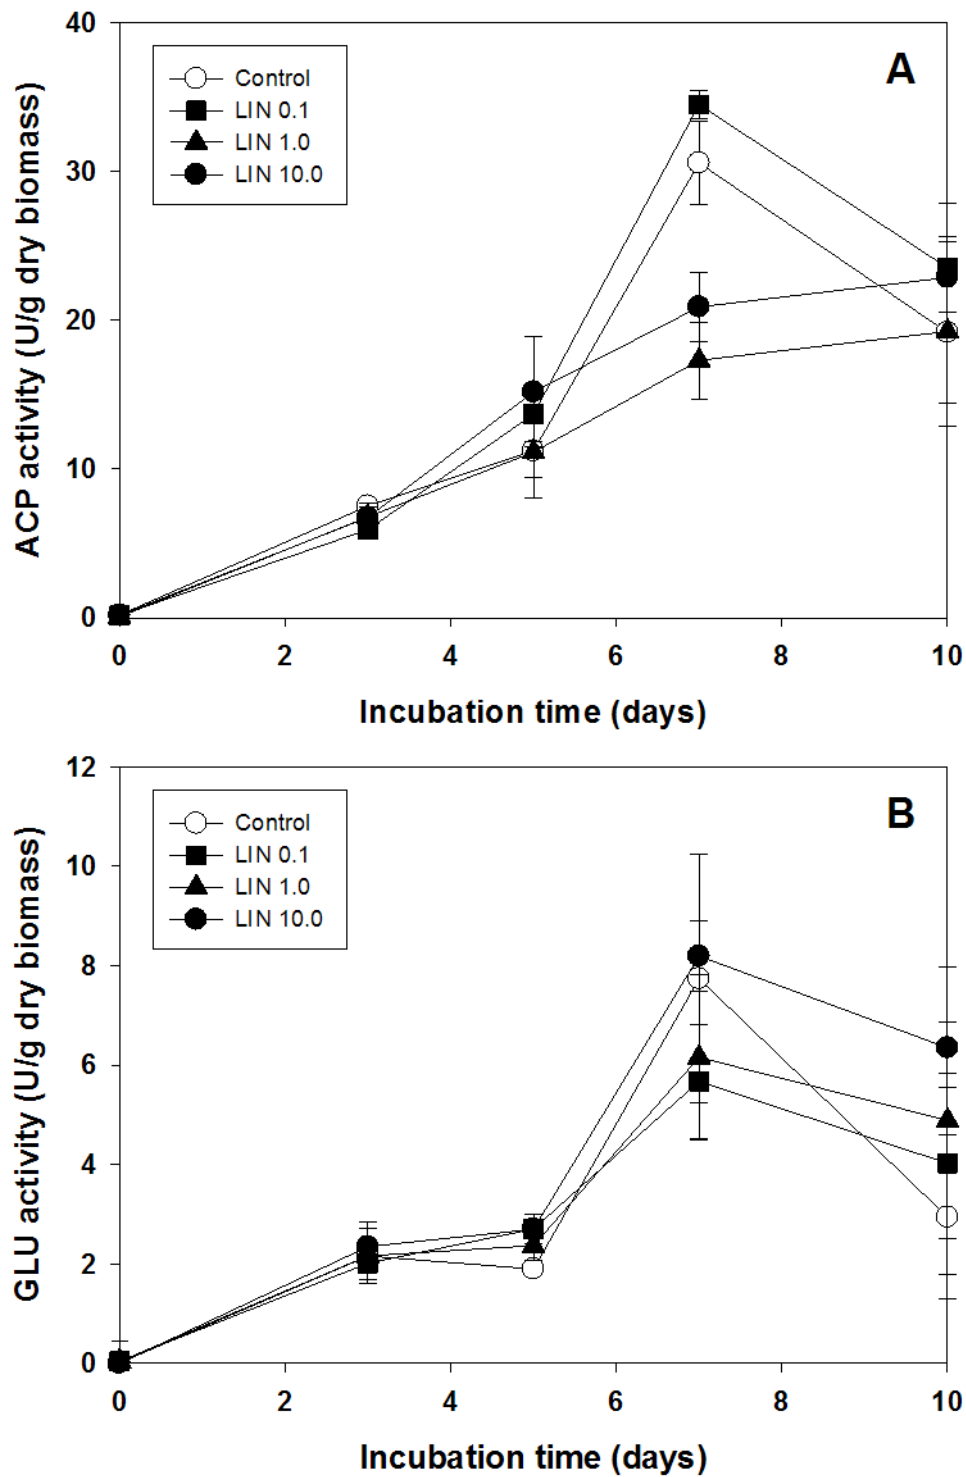 A
Control
LIN 0.1
LIN 1.0
LIN 10.0
ACP activity (U/g dry biomass)
40
30
20
10
0
0 2 4 6 8 10
Incubation time (days)
B
Control
LIN 0.1
LIN 1.0
LIN 10.0
GLU activity (U/g dry biomass)
12
10
8
6
4
2
0
0 2 4 6 8 10
Incubation time (days)